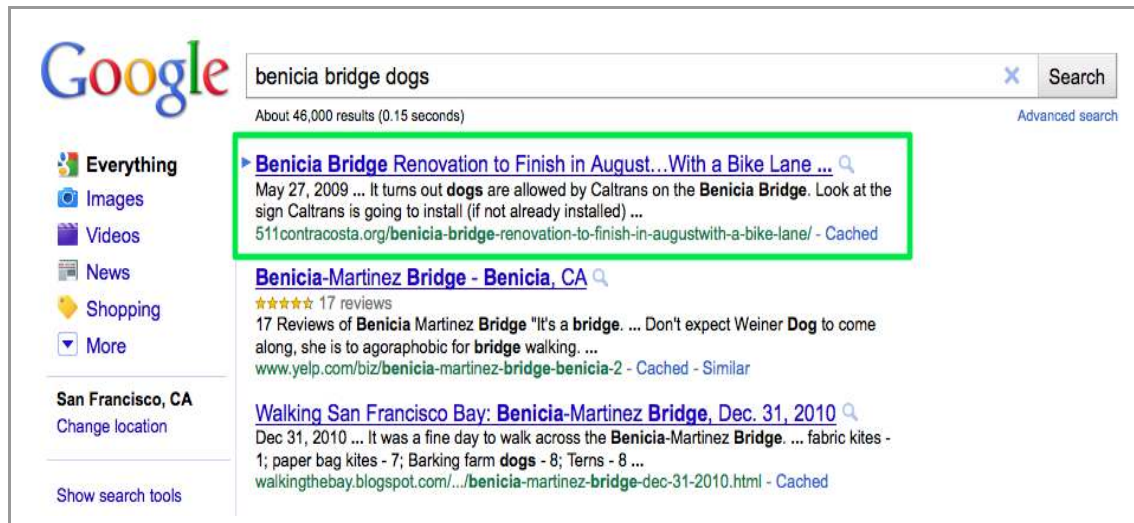 Google
benicia bridge dogs
Search
About 46,000 results (0.15 seconds)
Advanced search
Everything
Images
Videos
News
Shopping
More
San Francisco, CA
Change location
Show search tools
Benicia Bridge Renovation to Finish in August…With a Bike Lane ...
May 27, 2009 ... It turns out dogs are allowed by Caltrans on the Benicia Bridge. Look at the
sign Caltrans is going to install (if not already installed) ...
511contracosta.org/benicia-bridge-renovation-to-finish-in-augustwith-a-bike-lane/ - Cached
Benicia-Martinez Bridge - Benicia, CA
17 reviews
17 Reviews of Benicia Martinez Bridge "It's a bridge. ... Don't expect Weiner Dog to come
along, she is to agoraphobic for bridge walking. ...
www.yelp.com/biz/benicia-martinez-bridge-benicia-2 - Cached - Similar
Walking San Francisco Bay: Benicia-Martinez Bridge, Dec. 31, 2010
Dec 31, 2010 ... It was a fine day to walk across the Benicia-Martinez Bridge. ... fabric kites -
1; paper bag kites - 7; Barking farm dogs - 8; Terns - 8 ...
walkingthebay.blogspot.com/.../benicia-martinez-bridge-dec-31-2010.html - Cached